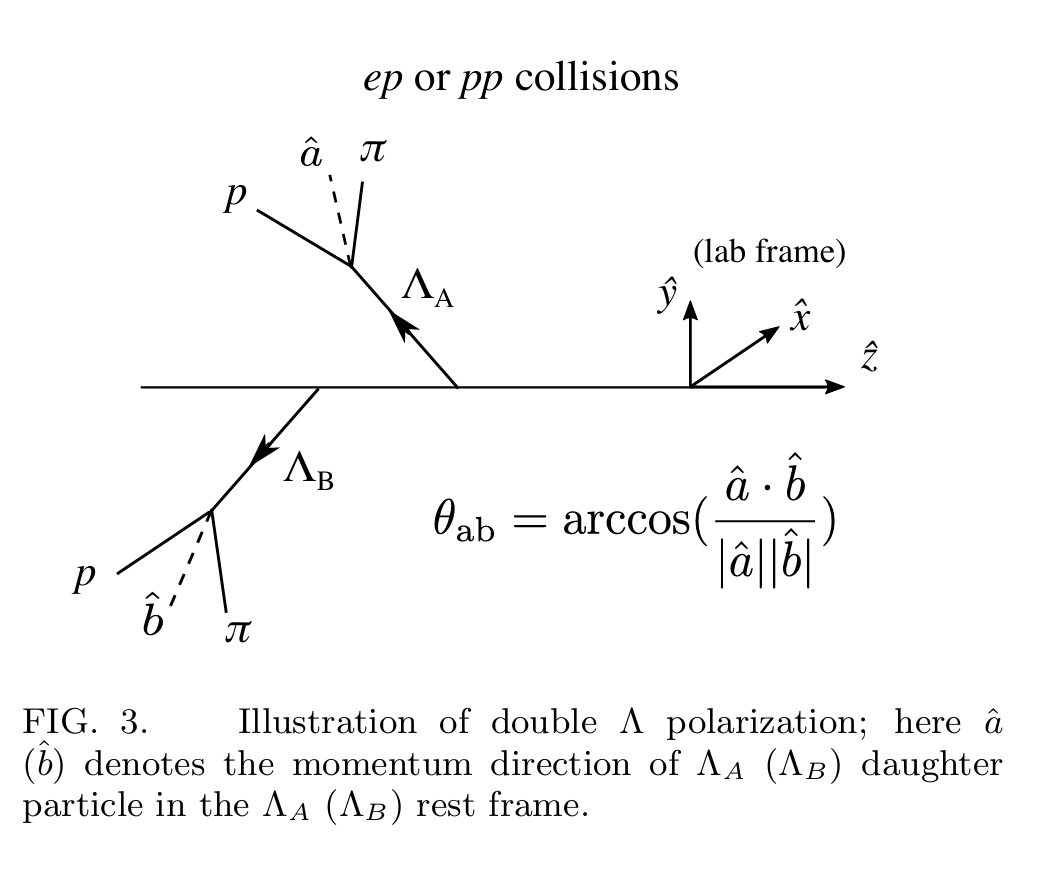 ep or pp collisions
â π
p
(lab frame)
Λ_A
ŷ
x̂
ẑ
Λ_B
θ_ab = arccos(â · b̂ / |â||b̂|)
p
b̂
π
FIG. 3. Illustration of double Λ polarization; here â
(b̂) denotes the momentum direction of Λ_A (Λ_B) daughter
particle in the Λ_A (Λ_B) rest frame.